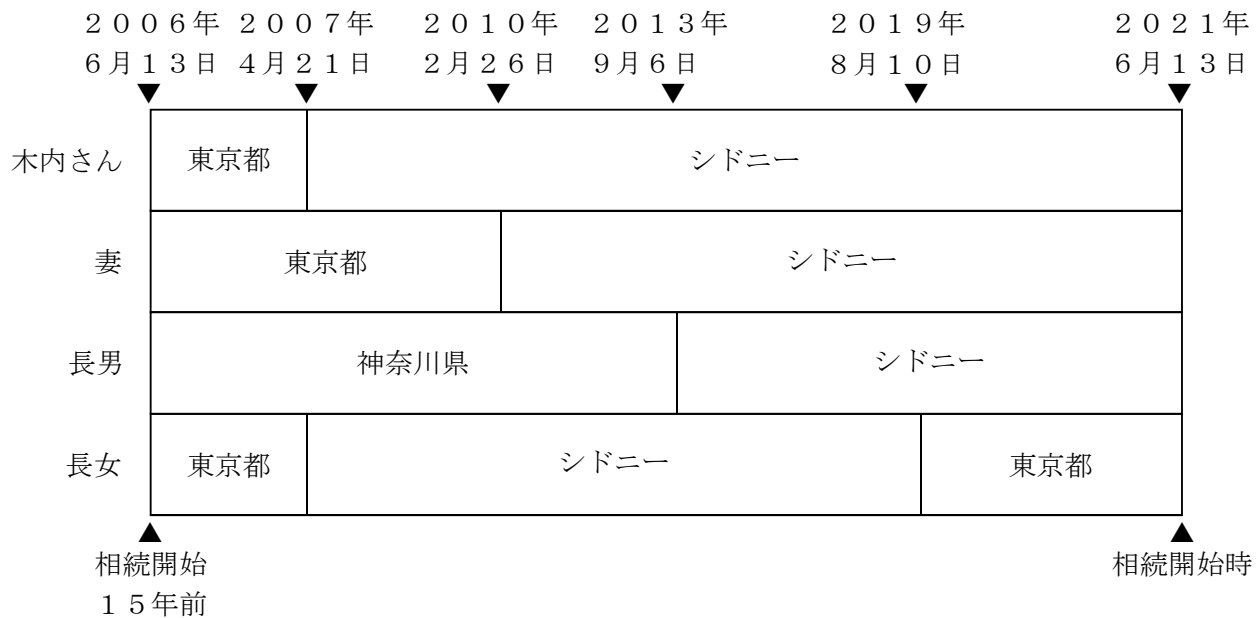 2006年 2007年 2010年 2013年 2019年 2021年
6月13日 4月21日 2月26日 9月6日 8月10日 6月13日
▼ ▼ ▼ ▼ ▼ ▼
木内さん 東京都 シドニー
妻 東京都 シドニー
長男 神奈川県 シドニー
長女 東京都 シドニー 東京都
▲ ▲
相続開始 相続開始時
15年前